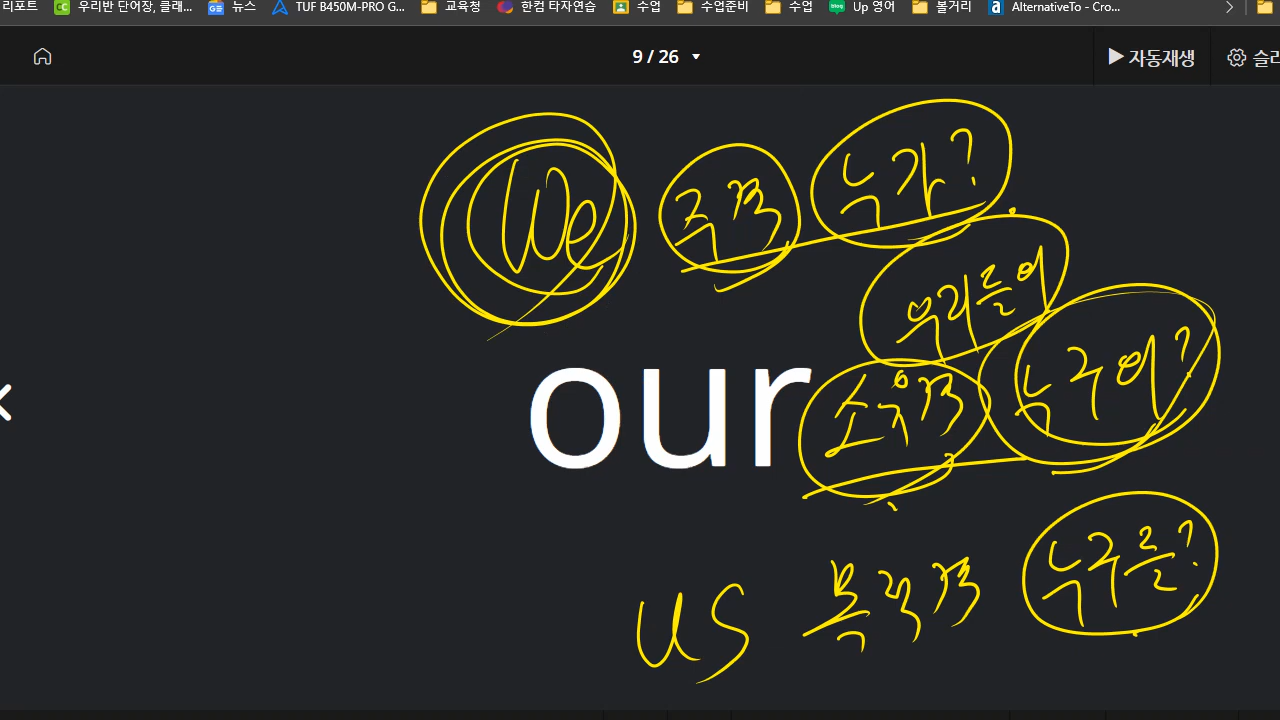 리포트 우리반 단어장, 클래... 뉴스 TUF B450M-PRO G... 교육청 한컴 타자연습 수업 수업준비 수업 Up 영어 볼거리 AlternativeTo - Cro...
9 / 26 자동재생 슬라
We 주격 누가?
우리들이
our 소유격 누구의?
us 목적격 누구를?